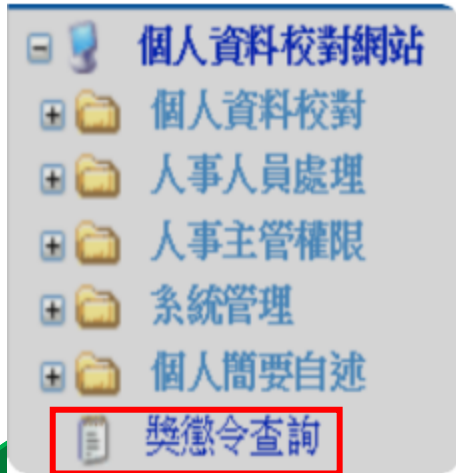 個人資料校對網站
個人資料校對
人事人員處理
人事主管權限
系統管理
個人簡要自述
獎懲令查詢